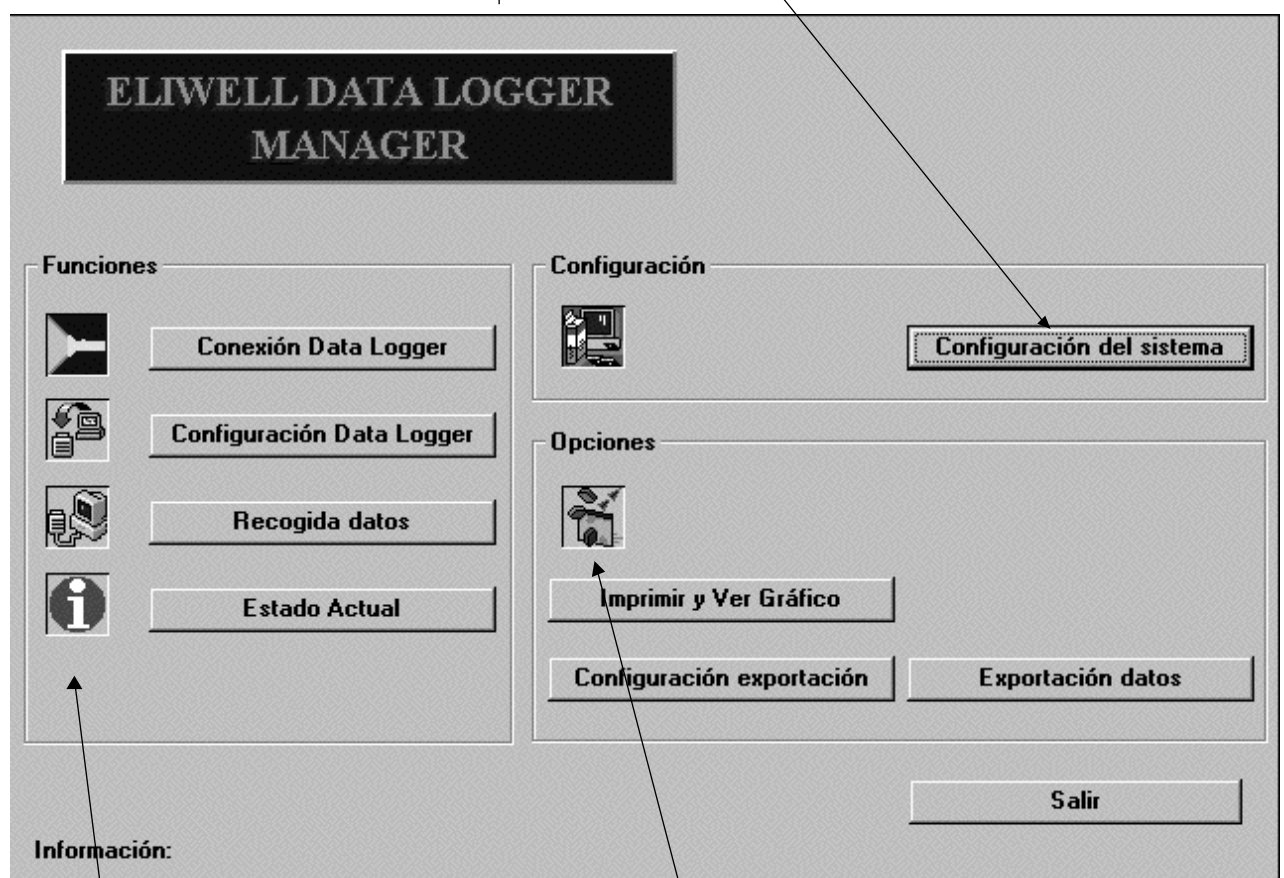 ELIWELL DATA LOGGER
MANAGER
Funciones
Conexión Data Logger
Configuración Data Logger
Recogida datos
Estado Actual
Configuración
Configuración del sistema
Opciones
Imprimir y Ver Gráfico
Configuración exportación
Exportación datos
Salir
Información: